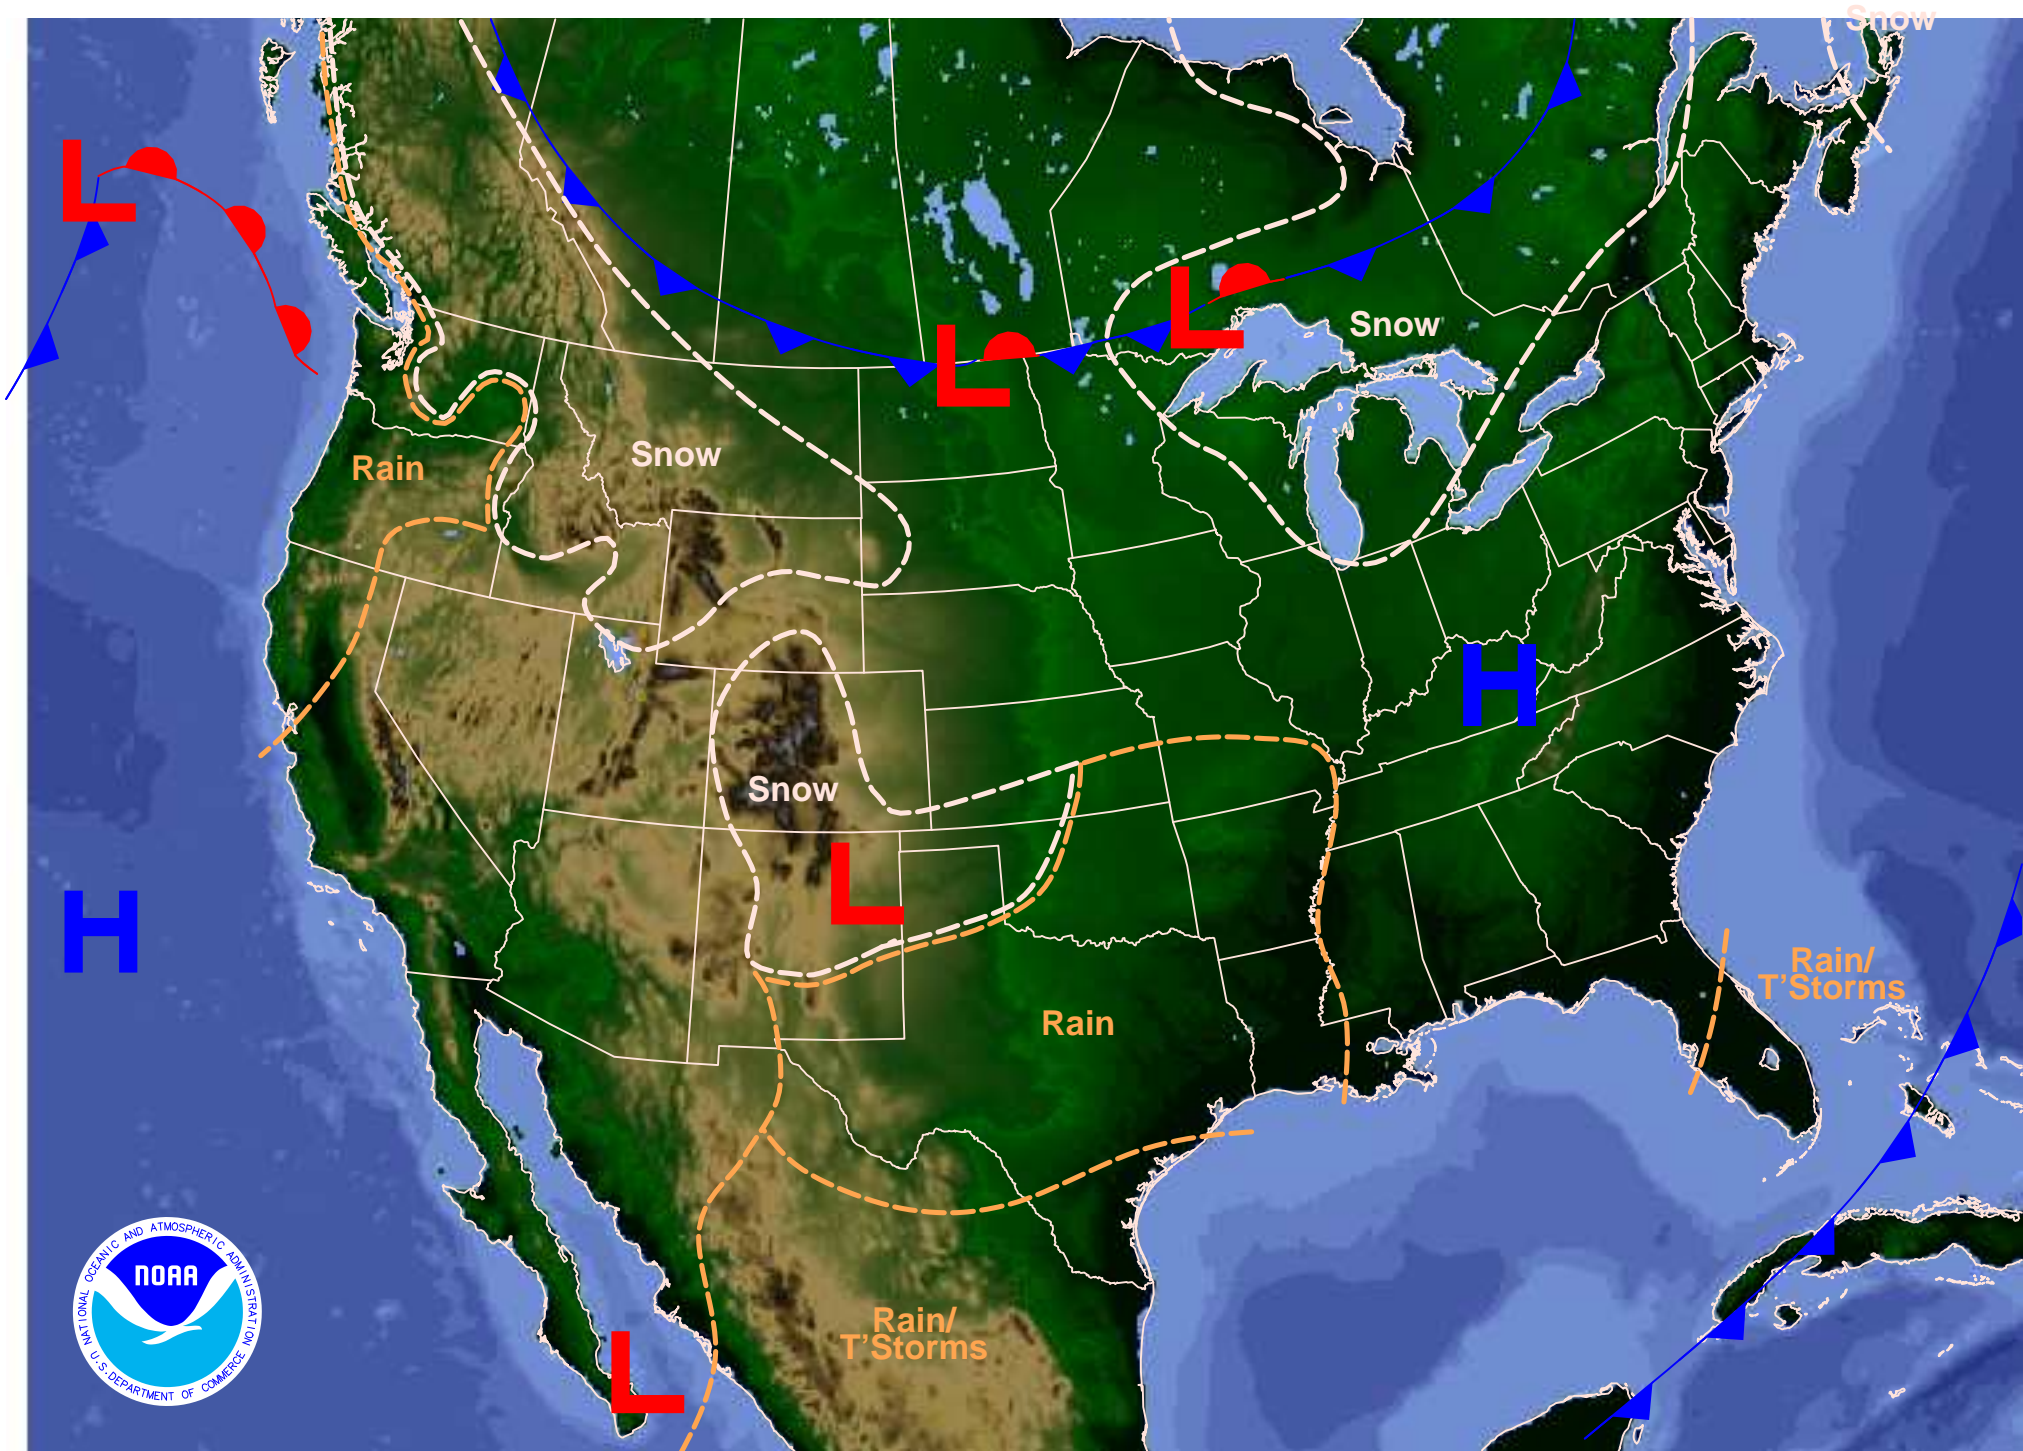 Snow
L
L
Snow
L
Snow
Rain
H
Snow
L
H
Rain/
T'Storms
Rain
NATIONAL OCEANIC AND ATMOSPHERIC ADMINISTRATION
NOAA
U.S. DEPARTMENT OF COMMERCE
Rain/
T'Storms
L